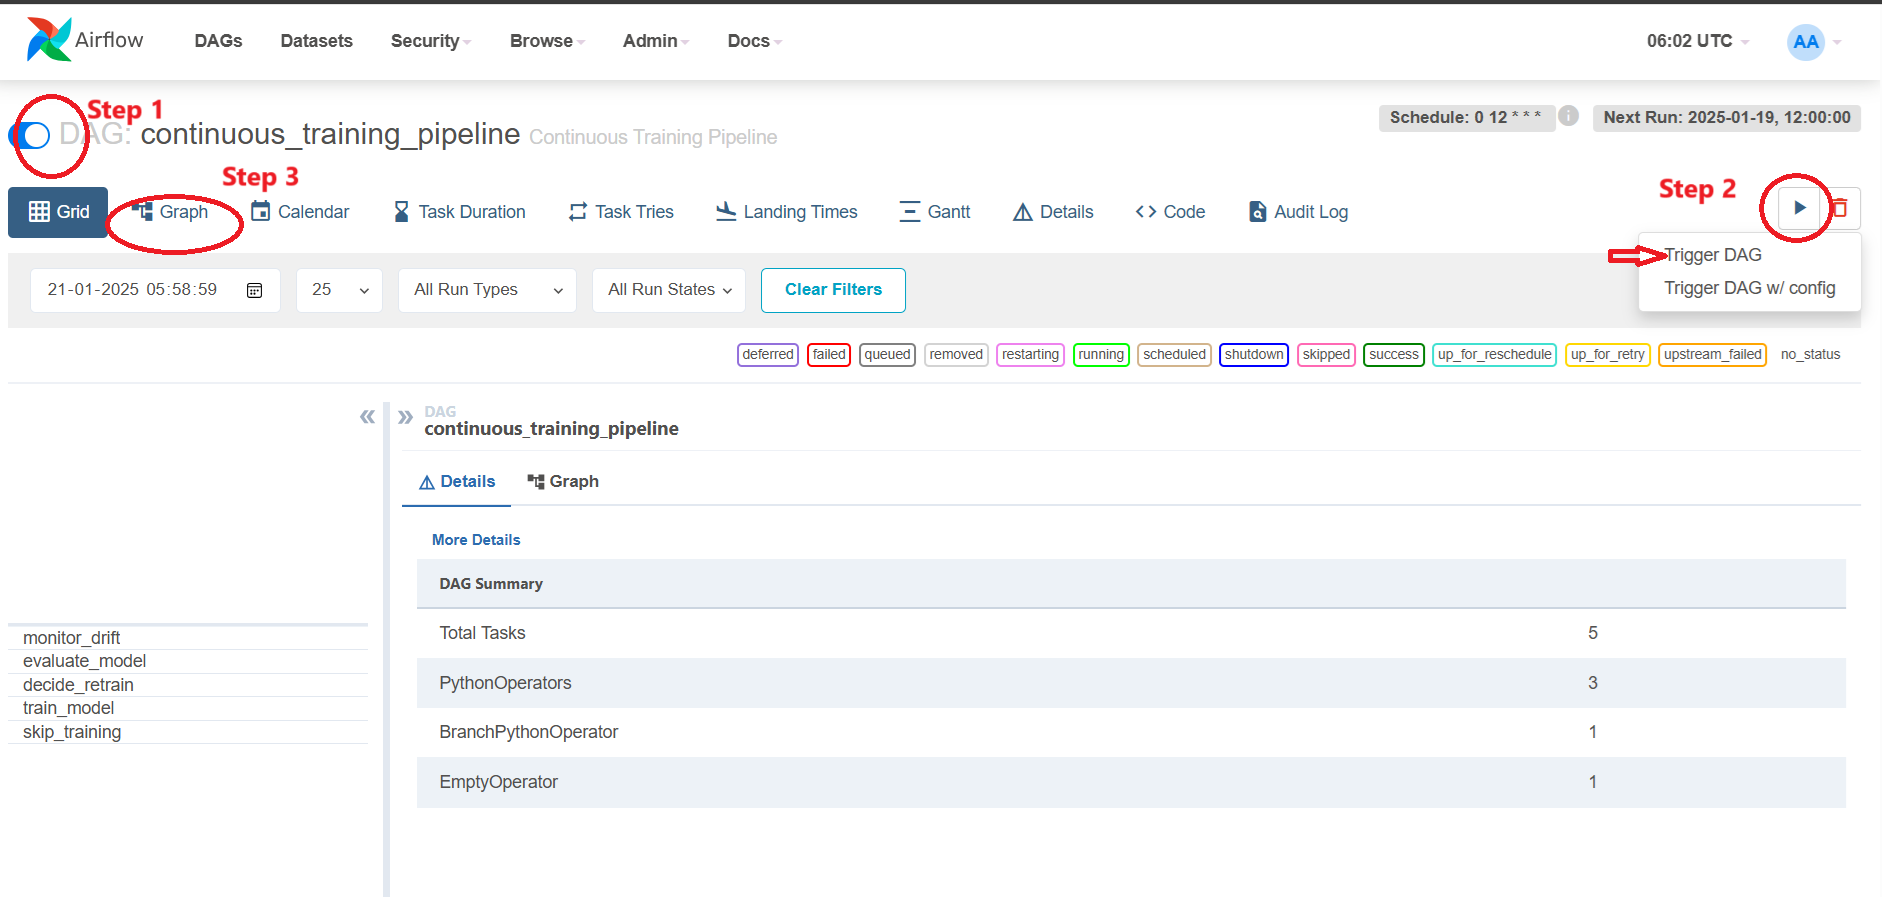 Airflow DAGs Datasets Security Browse Admin Docs 06:02 UTC AA
Step 1
DAG: continuous_training_pipeline Continuous Training Pipeline
Schedule: 0 12 * * * i Next Run: 2025-01-19, 12:00:00
Step 3
Step 2
Grid Graph Calendar Task Duration Task Tries Landing Times Gantt Details Code Audit Log
Trigger DAG
Trigger DAG w/ config
21-01-2025 05:58:59 25 All Run Types All Run States Clear Filters
deferred failed queued removed restarting running scheduled shutdown skipped success up_for_reschedule up_for_retry upstream_failed no_status
DAG
continuous_training_pipeline
Details Graph
More Details
DAG Summary
Total Tasks 5
PythonOperators 3
BranchPythonOperator 1
EmptyOperator 1
monitor_drift
evaluate_model
decide_retrain
train_model
skip_training